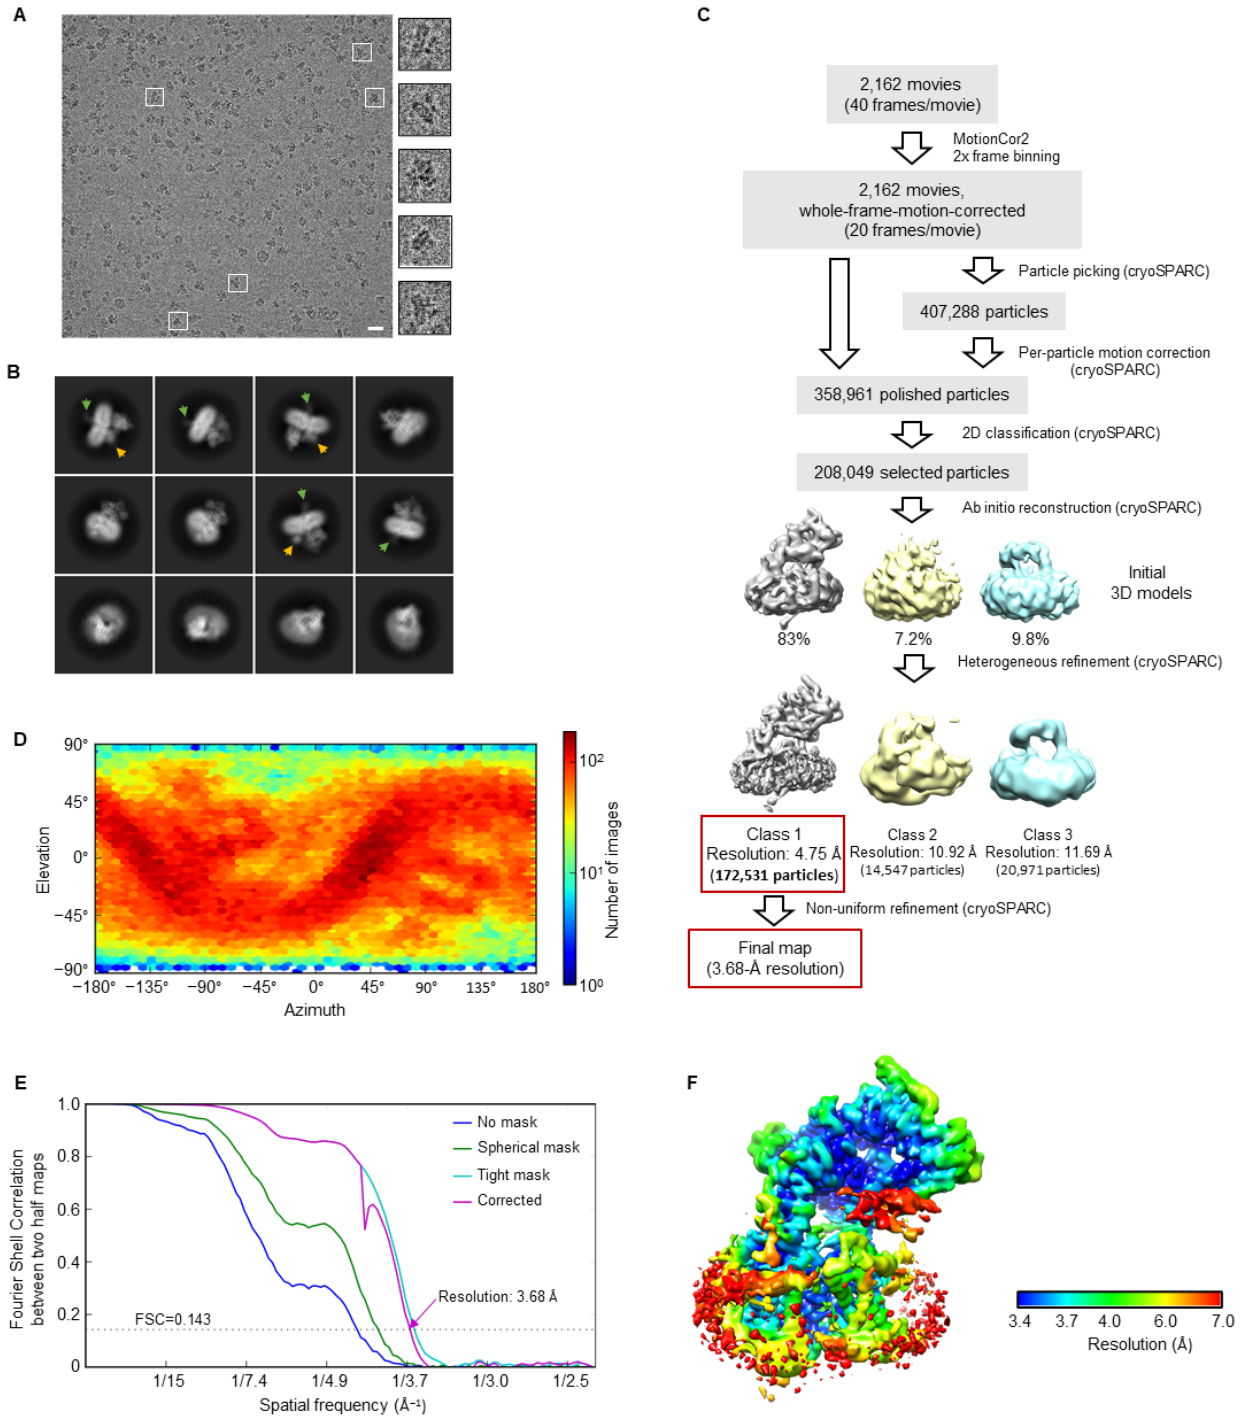 A
B
C
2,162 movies
(40 frames/movie)
MotionCor2
2x frame binning
2,162 movies,
whole-frame-motion-corrected
(20 frames/movie)
Particle picking (cryoSPARC)
407,288 particles
Per-particle motion correction
(cryoSPARC)
358,961 polished particles
2D classification (cryoSPARC)
208,049 selected particles
Ab initio reconstruction (cryoSPARC)
Initial
3D models
83%
7.2%
9.8%
Heterogeneous refinement (cryoSPARC)
Class 1
Resolution: 4.75 Å
(172,531 particles)
Class 2
Resolution: 10.92 Å
(14,547 particles)
Class 3
Resolution: 11.69 Å
(20,971 particles)
Non-uniform refinement (cryoSPARC)
Final map
(3.68-Å resolution)
D
90°
45°
0°
−45°
−90°
Elevation
−180°
−135°
−90°
−45°
0°
45°
90°
135°
180°
Azimuth
10²
10¹
10⁰
Number of images
E
1.0
0.8
0.6
0.4
0.2
0
Fourier Shell Correlation
between two half maps
No mask
Spherical mask
Tight mask
Corrected
Resolution: 3.68 Å
FSC=0.143
1/15
1/7.4
1/4.9
1/3.7
1/3.0
1/2.5
Spatial frequency (Å⁻¹)
F
3.4
3.7
4.0
6.0
7.0
Resolution (Å)